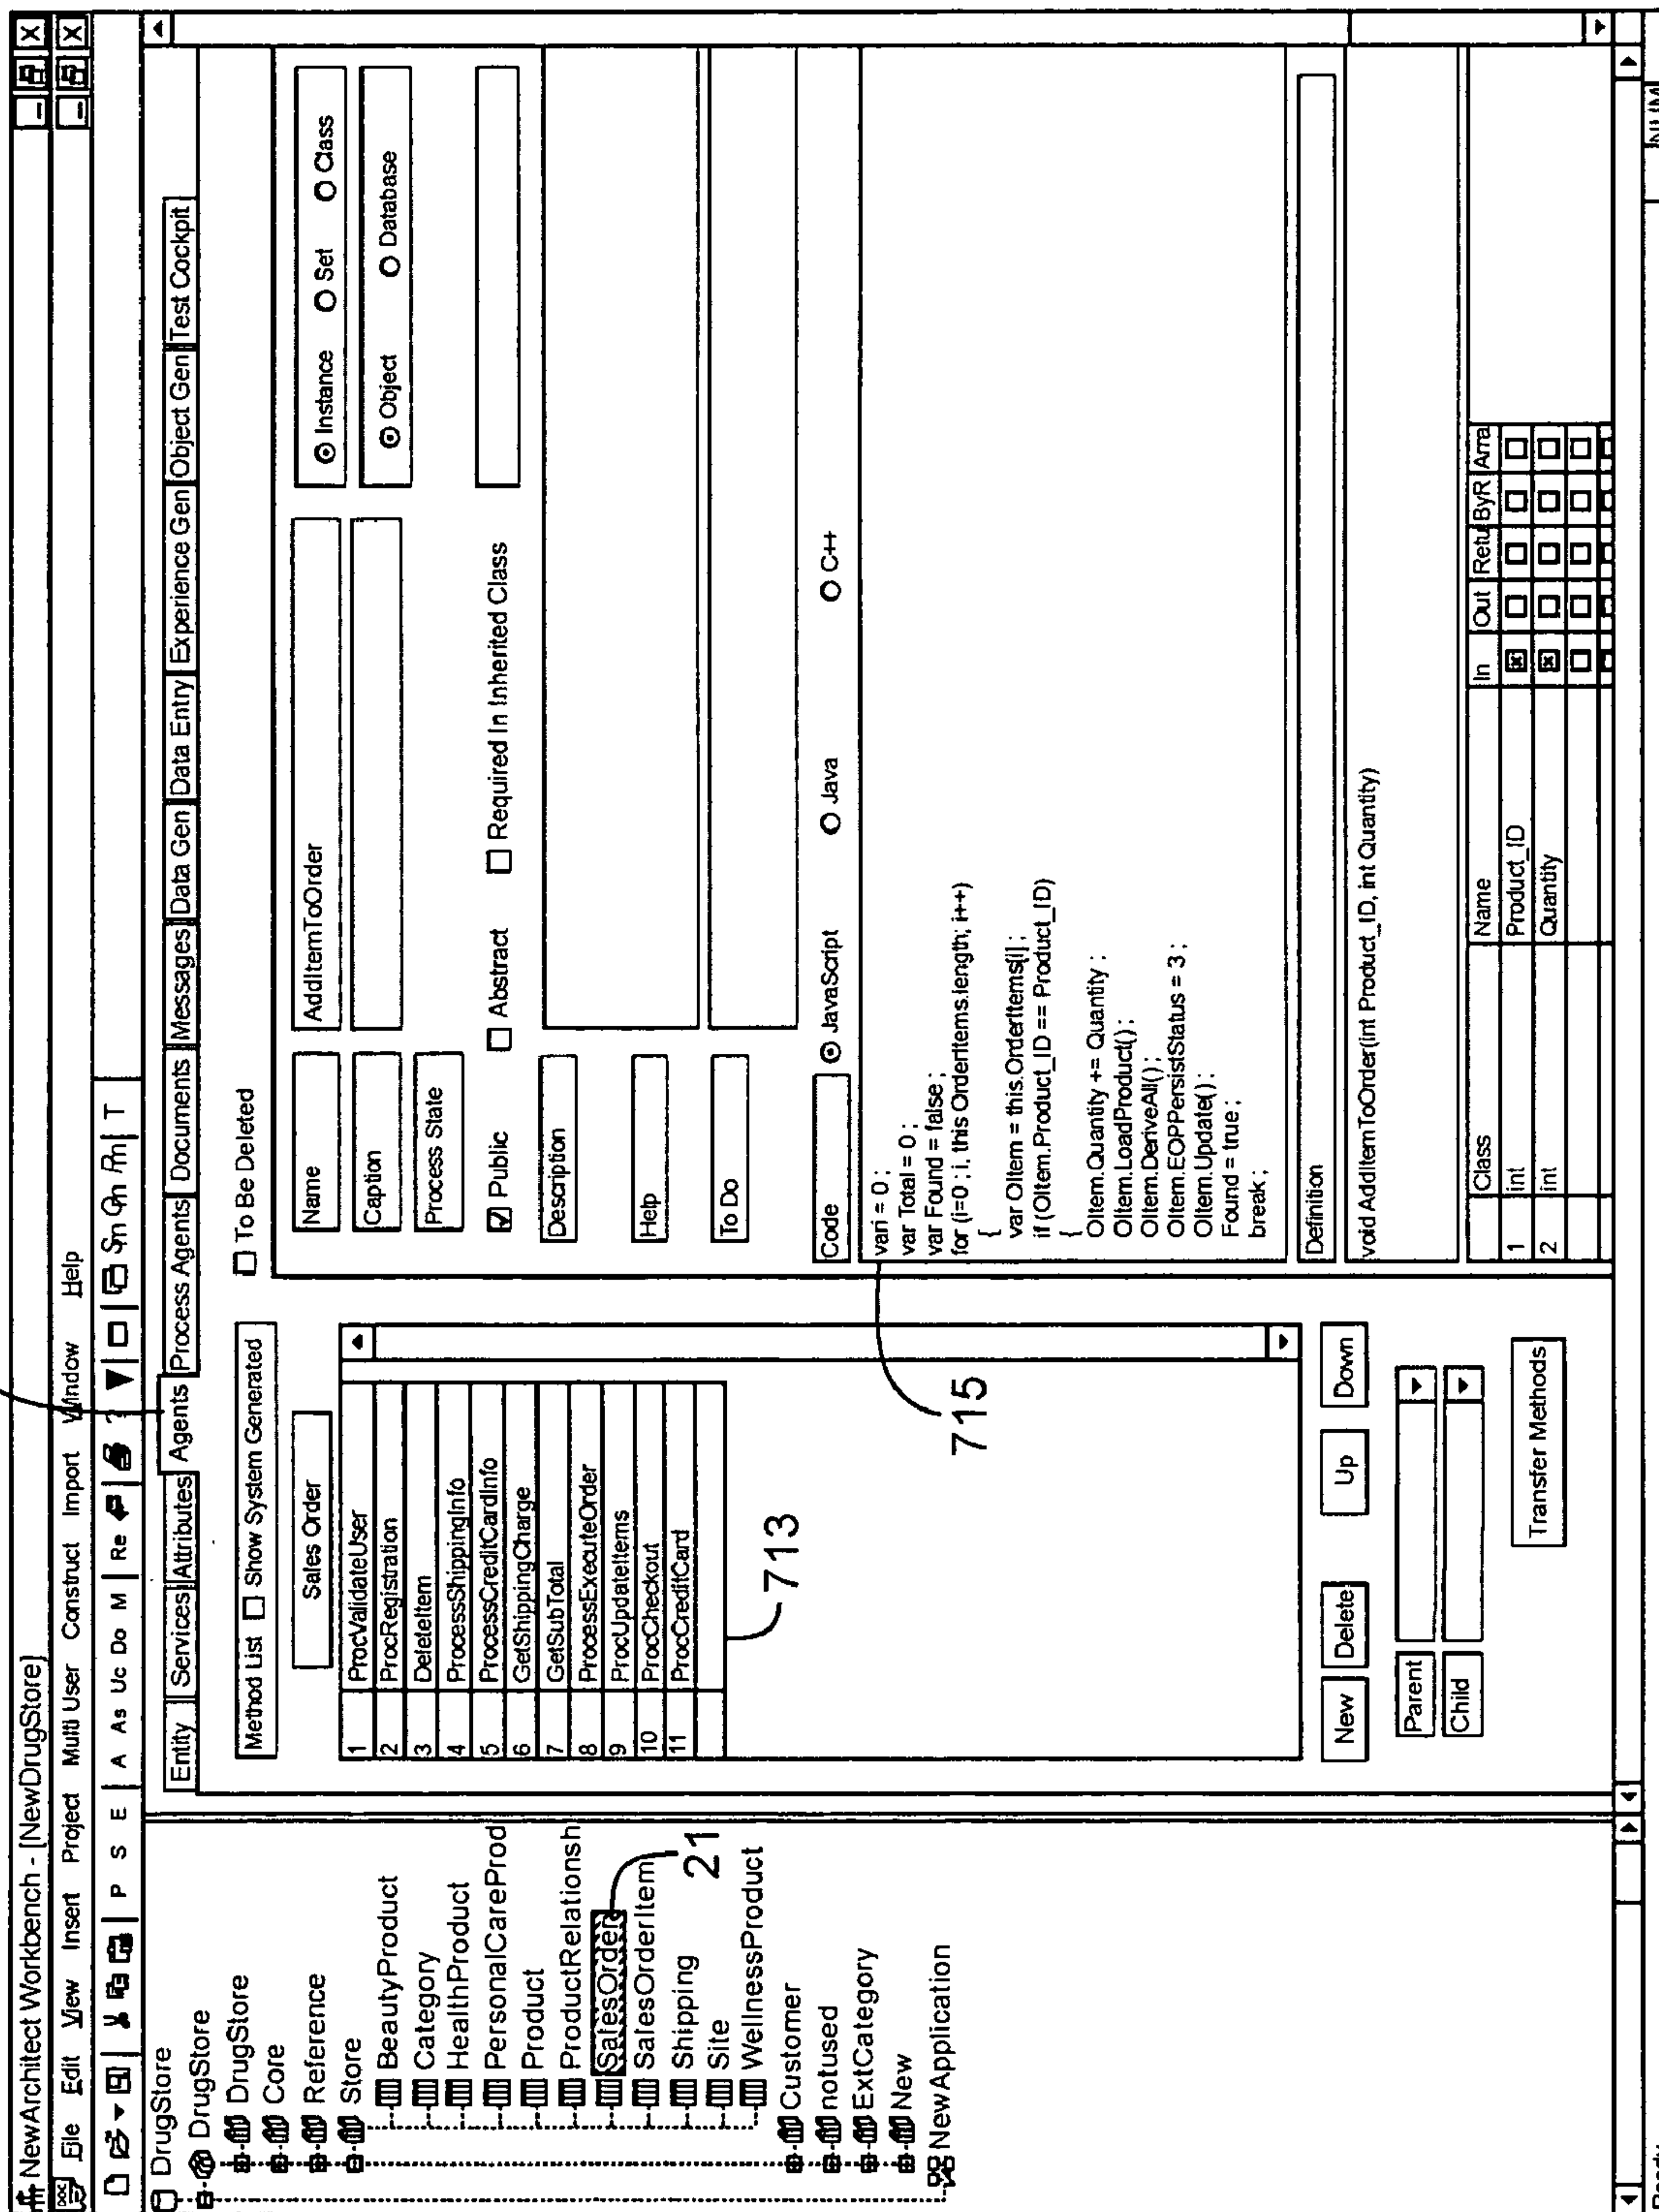 NewArchitect Workbench - [NewDrugStore]
File Edit View Insert Project Multi User Construct Import Window Help
P S E A As Uc Do M Re ? T
DrugStore
DrugStore
DrugStore
Core
Reference
Store
BeautyProduct
Category
HealthProduct
PersonalCareProd
Product
ProductRelationsh
SalesOrder
SalesOrderItem
Shipping
Site
WellnessProduct
Customer
notused
ExtCategory
New
NewApplication
21
Entity Services Attributes Agents Process Agents Documents Messages Data Gen Data Entry Experience Gen Object Gen Test Cockpit
Method List Show System Generated
Sales Order
1 ProcValidateUser
2 ProcRegistration
3 DeleteItem
4 ProcessShippingInfo
5 ProcessCreditCardInfo
6 GetShippingCharge
7 GetSubTotal
8 ProcessExecuteOrder
9 ProcUpdateItems
10 ProcCheckout
11 ProcCreditCard
713
715
New Delete Up Down
Parent
Child
Transfer Methods
To Be Deleted
Name AddItemToOrder Instance Set Class
Caption Object Database
Process State
Public Abstract Required In Inherited Class
Description
Help
To Do
Code JavaScript Java C++
vari = 0 ;
var Total = 0 ;
var Found = false ;
for (i=0 ; i, this OrderItems.length; i++)
{
var OItem = this.OrderItems[i] ;
if (OItem.Product_ID == Product_ID)
{
OItem.Quantity += Quantity ;
OItem.LoadProduct() ;
OItem.DeriveAll() ;
OItem.EOPPersistStatus = 3 ;
OItem.Update() ;
Found = true ;
break ;
Definition
void AddItemToOrder(int Product_ID, int Quantity)
Class Name In Out Retu ByR Arra
1 int Product_ID
2 int Quantity